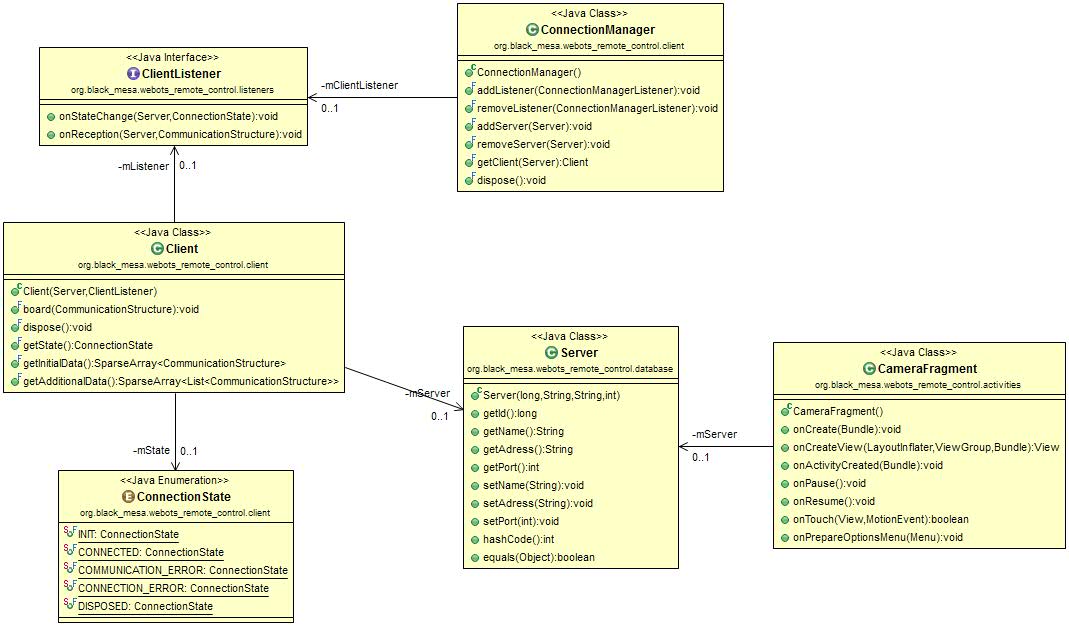 <<Java Class>>
ConnectionManager
org.black_mesa.webots_remote_control.client
ConnectionManager()
addListener(ConnectionManagerListener):void
removeListener(ConnectionManagerListener):void
addServer(Server):void
removeServer(Server):void
getClient(Server):Client
dispose():void
<<Java Interface>>
ClientListener
org.black_mesa.webots_remote_control.listeners
onStateChange(Server,ConnectionState):void
onReception(Server,CommunicationStructure):void
-mClientListener
0..1
-mListener
0..1
<<Java Class>>
Client
org.black_mesa.webots_remote_control.client
Client(Server,ClientListener)
board(CommunicationStructure):void
dispose():void
getState():ConnectionState
getInitialData():SparseArray<CommunicationStructure>
getAdditionalData():SparseArray<List<CommunicationStructure>>
-mServer
0..1
-mState
0..1
<<Java Class>>
Server
org.black_mesa.webots_remote_control.database
Server(long,String,String,int)
getId():long
getName():String
getAdress():String
getPort():int
setName(String):void
setAdress(String):void
setPort(int):void
hashCode():int
equals(Object):boolean
-mServer
0..1
<<Java Class>>
CameraFragment
org.black_mesa.webots_remote_control.activities
CameraFragment()
onCreate(Bundle):void
onCreateView(LayoutInflater,ViewGroup,Bundle):View
onActivityCreated(Bundle):void
onPause():void
onResume():void
onTouch(View,MotionEvent):boolean
onPrepareOptionsMenu(Menu):void
<<Java Enumeration>>
ConnectionState
org.black_mesa.webots_remote_control.client
INIT: ConnectionState
CONNECTED: ConnectionState
COMMUNICATION_ERROR: ConnectionState
CONNECTION_ERROR: ConnectionState
DISPOSED: ConnectionState